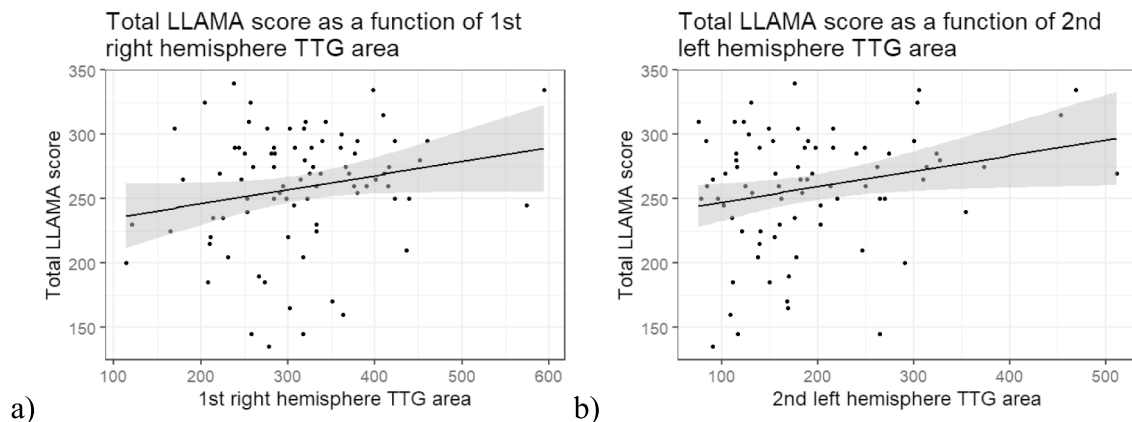 Total LLAMA score as a function of 1st
right hemisphere TTG area
350
300
250
200
150
Total LLAMA score
100 200 300 400 500 600
1st right hemisphere TTG area
a)
Total LLAMA score as a function of 2nd
left hemisphere TTG area
350
300
250
200
150
Total LLAMA score
100 200 300 400 500
2nd left hemisphere TTG area
b)